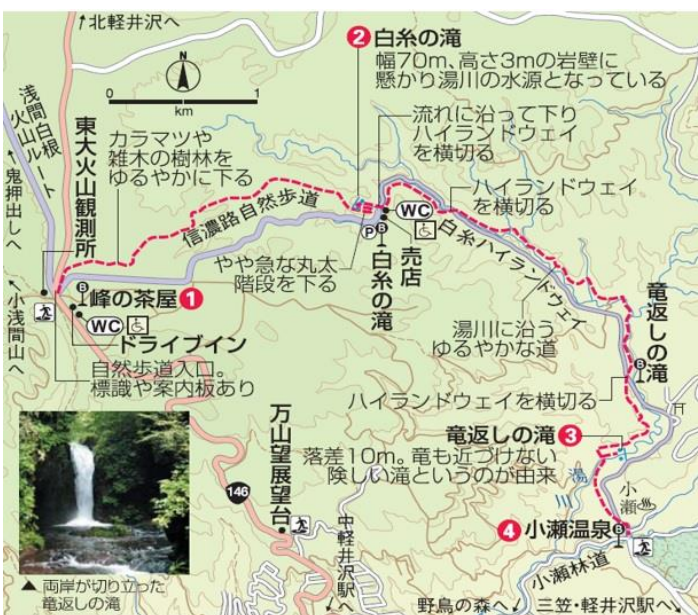 ↗北軽井沢へ
N
0 1
km
浅間白根
火山ルート
↖鬼押出しへ
東大火山観測所
↙小浅間山へ
カラマツや
雑木の樹林を
ゆるやかに下る
信濃路自然歩道
❷白糸の滝
幅70m、高さ3mの岩壁に
懸かり湯川の水源となっている
流れに沿って下り
ハイランドウェイ
を横切る
ハイランドウェイ
を横切る
WC
売店
P
B
白糸の滝
やや急な丸太
階段を下る
白糸ハイランドウェイ
湯川に沿う
ゆるやかな道
竜返しの滝
B
ハイランドウェイを横切る
B
峰の茶屋❶
WC
ドライブイン
自然歩道入口。
標識や案内板あり
万山望展望台
146
中軽井沢駅へ↓
竜返しの滝❸
落差10m。竜も近づけない
険しい滝というのが由来
湯川
小瀬
❹小瀬温泉
B
小瀬林道
野鳥の森へ↙
三笠・軽井沢駅へ↘
▲ 両岸が切り立った
竜返しの滝